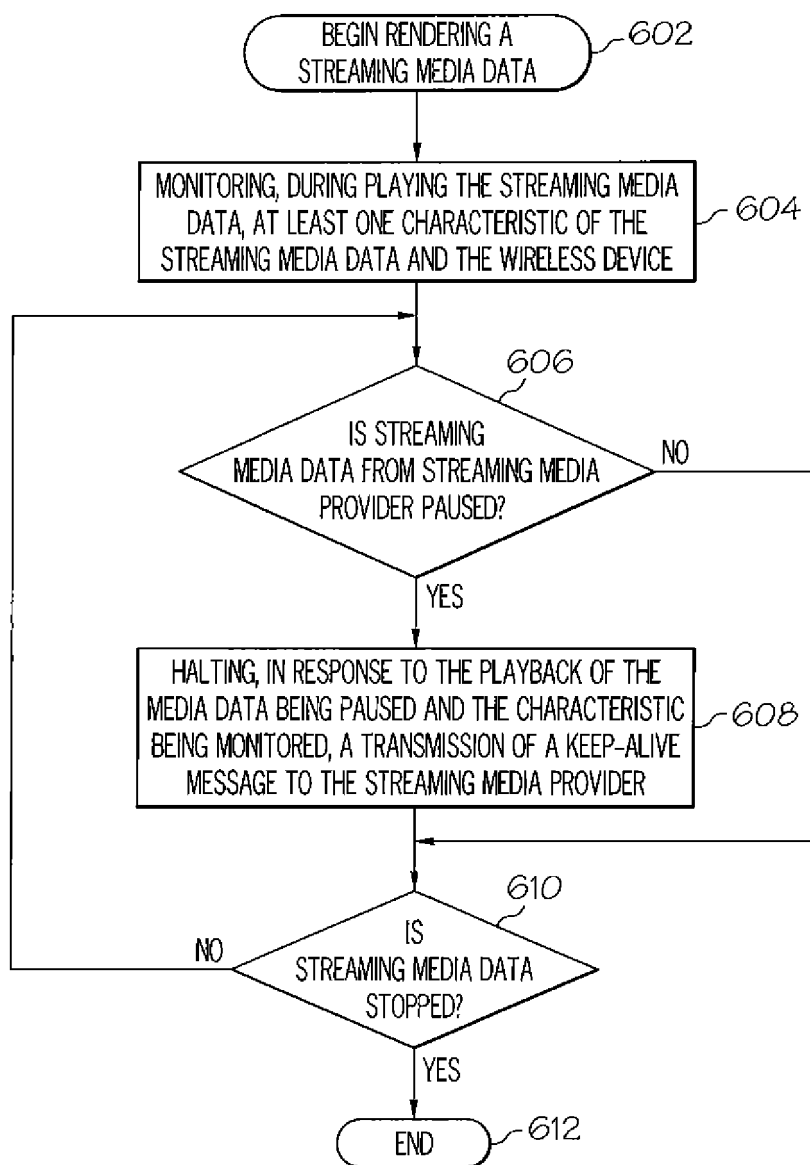 BEGIN RENDERING A
STREAMING MEDIA DATA
602
MONITORING, DURING PLAYING THE STREAMING MEDIA
DATA, AT LEAST ONE CHARACTERISTIC OF THE
STREAMING MEDIA DATA AND THE WIRELESS DEVICE
604
606
IS STREAMING
MEDIA DATA FROM STREAMING MEDIA
PROVIDER PAUSED?
NO
YES
HALTING, IN RESPONSE TO THE PLAYBACK OF THE
MEDIA DATA BEING PAUSED AND THE CHARACTERISTIC
BEING MONITORED, A TRANSMISSION OF A KEEP-ALIVE
MESSAGE TO THE STREAMING MEDIA PROVIDER
608
610
IS
STREAMING MEDIA DATA
STOPPED?
NO
YES
END
612